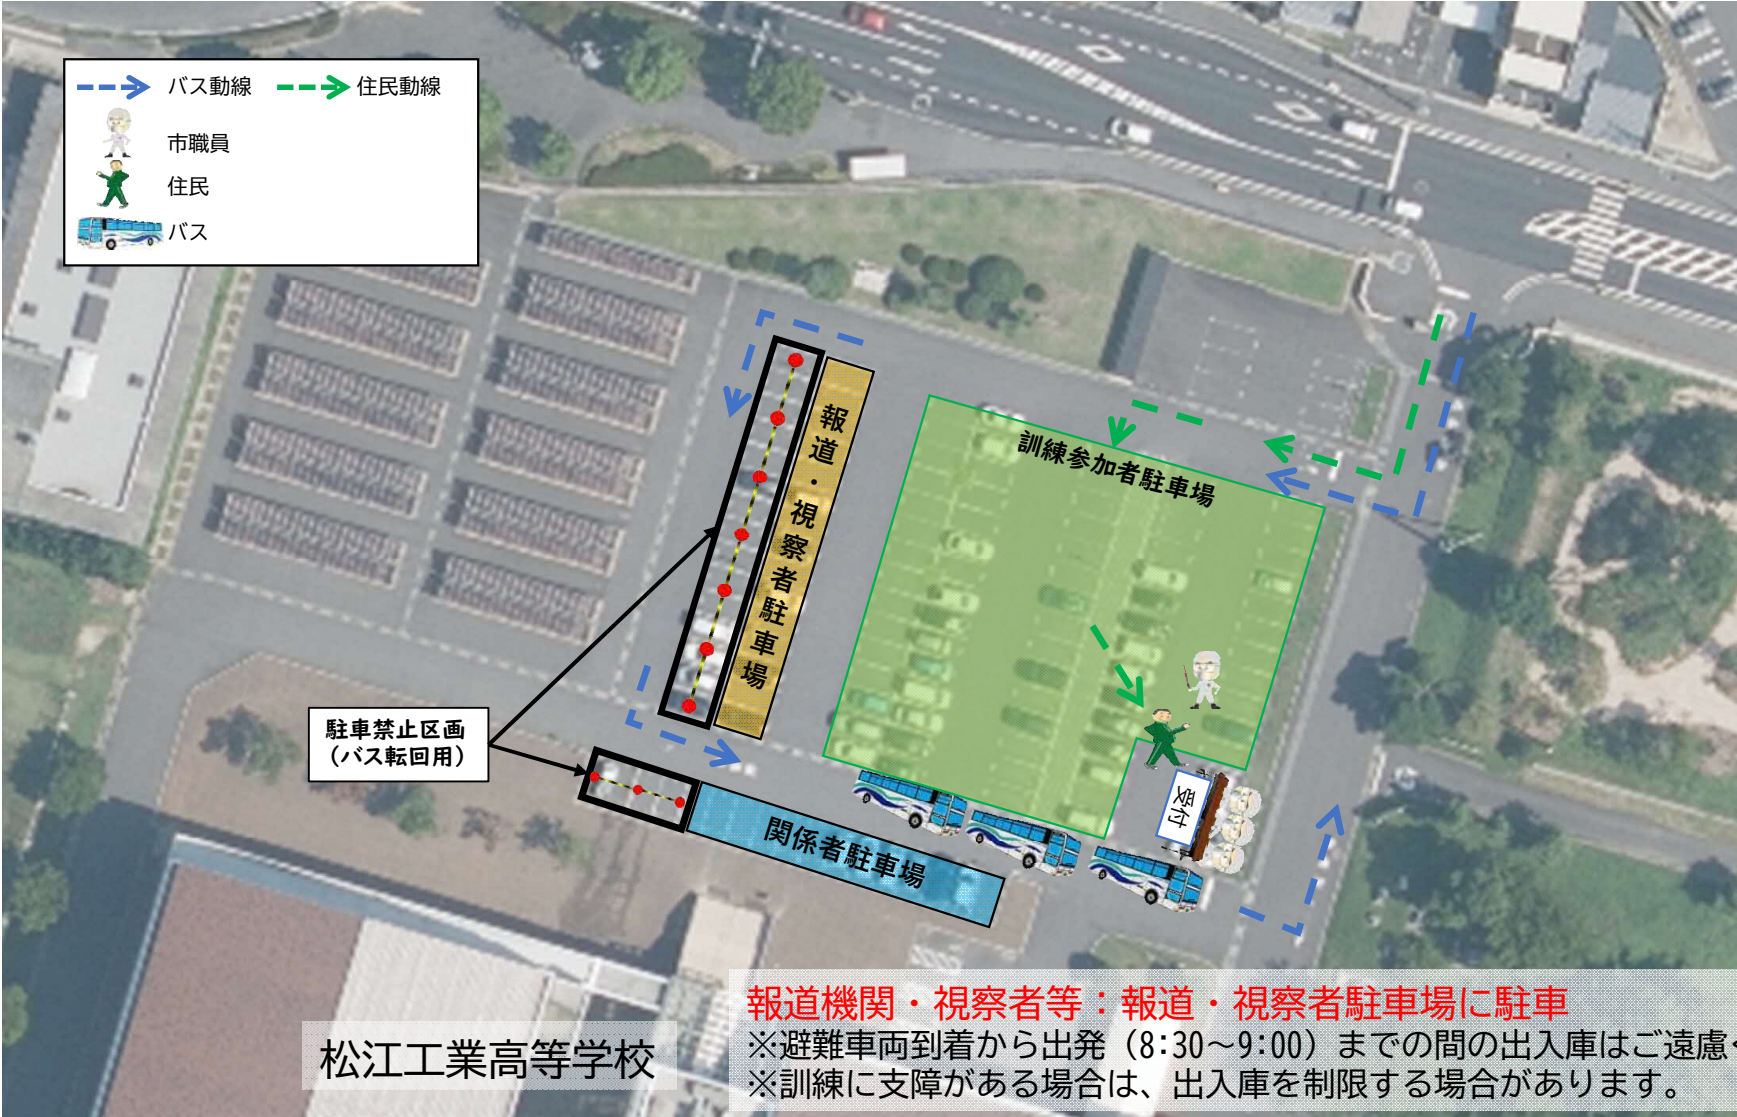 バス動線
住民動線
市職員
住民
バス
報道・視察者駐車場
訓練参加者駐車場
駐車禁止区画
（バス転回用）
受付
関係者駐車場
松江工業高等学校
報道機関・視察者等：報道・視察者駐車場に駐車
※避難車両到着から出発（8:30～9:00）までの間の出入庫はご遠慮く
※訓練に支障がある場合は、出入庫を制限する場合があります。